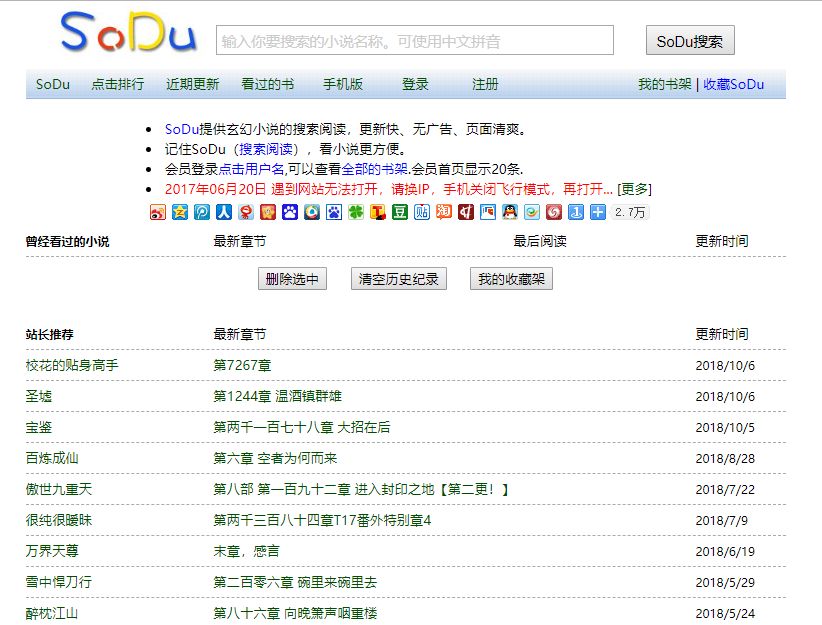 SoDu 输入你要搜索的小说名称。可使用中文拼音 SoDu搜索
SoDu 点击排行 近期更新 看过的书 手机版 登录 注册 我的书架 | 收藏SoDu
SoDu提供玄幻小说的搜索阅读，更新快、无广告、页面清爽。
记住SoDu（搜索阅读），看小说更方便。
会员登录点击用户名,可以查看全部的书架.会员首页显示20条.
2017年06月20日 遇到网站无法打开，请换IP，手机关闭飞行模式，再打开... [更多]
2.7万
曾经看过的小说 最新章节 最后阅读 更新时间
删除选中 清空历史纪录 我的收藏架
站长推荐 最新章节 更新时间
校花的贴身高手 第7267章 2018/10/6
圣墟 第1244章 温酒镇群雄 2018/10/6
宝鉴 第两千一百七十八章 大招在后 2018/10/5
百炼成仙 第六章 空者为何而来 2018/8/28
傲世九重天 第八部 第一百九十二章 进入封印之地【第二更！】 2018/7/22
很纯很暧昧 第两千三百八十四章T17番外特别章4 2018/7/9
万界天尊 末章，感言 2018/6/19
雪中悍刀行 第二百零六章 碗里来碗里去 2018/5/29
醉枕江山 第八十六章 向晚箫声咽重楼 2018/5/24